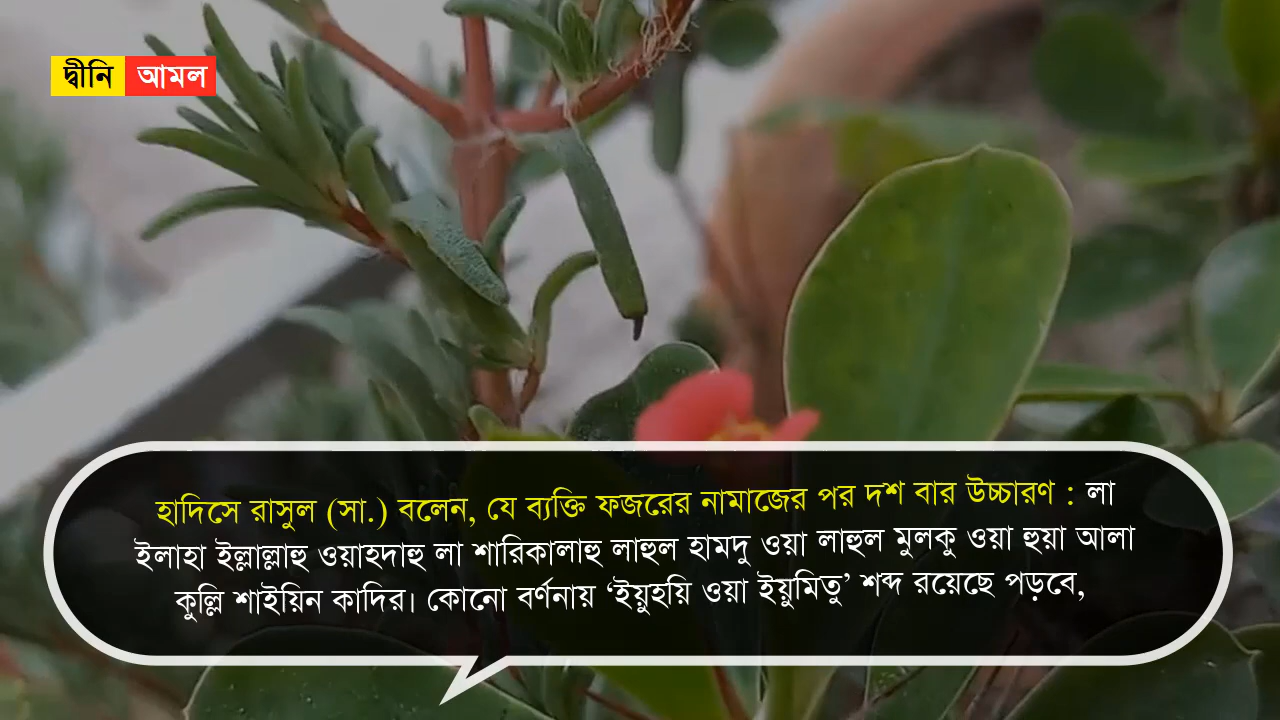 দ্বীনি আমল
হাদিসে রাসুল (সা.) বলেন, যে ব্যক্তি ফজরের নামাজের পর দশ বার উচ্চারণ : লা
ইলাহা ইল্লাল্লাহু ওয়াহদাহু লা শারিকালাহু লাহুল হামদু ওয়া লাহুল মুলকু ওয়া হুয়া আলা
কুল্লি শাইয়িন কাদির। কোনো বর্ণনায় ‘ইয়ুহয়ি ওয়া ইয়ুমিতু’ শব্দ রয়েছে পড়বে,